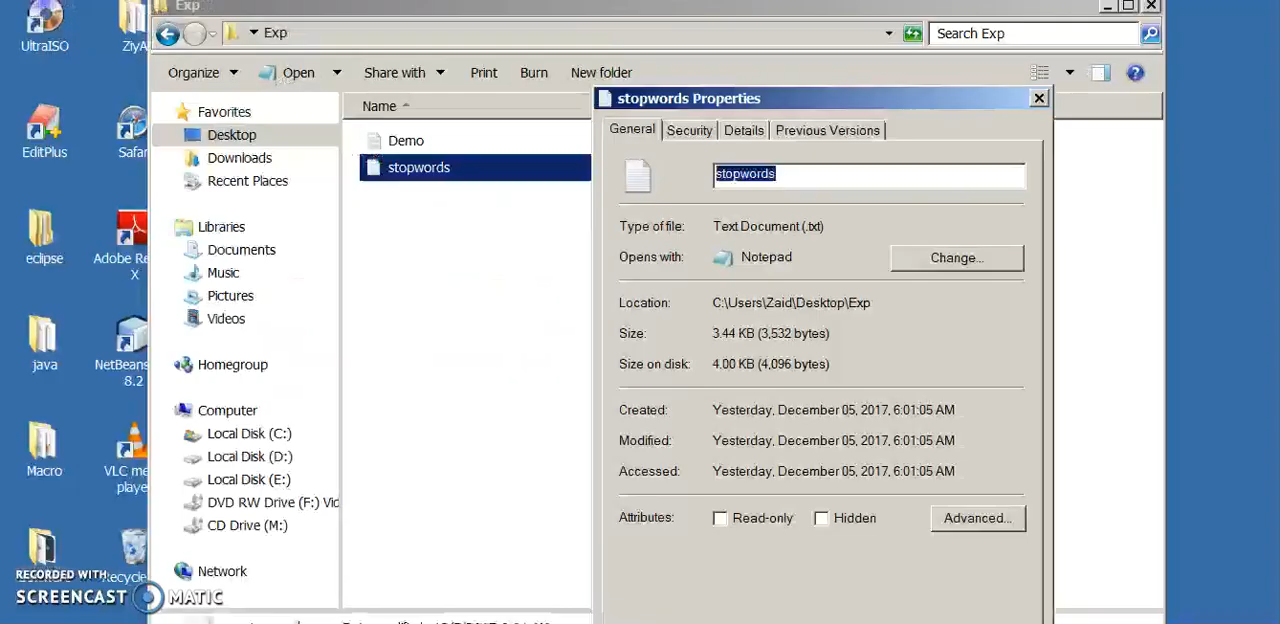 Exp
Exp
Search Exp
Organize Open Share with Print Burn New folder
UltraISO
EditPlus
Safar
eclipse
Adobe Re
X
java
NetBeans
8.2
Macro
VLC me
player
Recycle
Favorites
Desktop
Downloads
Recent Places
Libraries
Documents
Music
Pictures
Videos
Homegroup
Computer
Local Disk (C:)
Local Disk (D:)
Local Disk (E:)
DVD RW Drive (F:) Vi
CD Drive (M:)
Network
Name
Demo
stopwords
stopwords Properties
General Security Details Previous Versions
stopwords
Type of file: Text Document (.txt)
Opens with: Notepad Change...
Location: C:\Users\Zaid\Desktop\Exp
Size: 3.44 KB (3,532 bytes)
Size on disk: 4.00 KB (4,096 bytes)
Created: Yesterday, December 05, 2017, 6:01:05 AM
Modified: Yesterday, December 05, 2017, 6:01:05 AM
Accessed: Yesterday, December 05, 2017, 6:01:05 AM
Attributes: Read-only Hidden Advanced...
RECORDED WITH
SCREENCAST MATIC